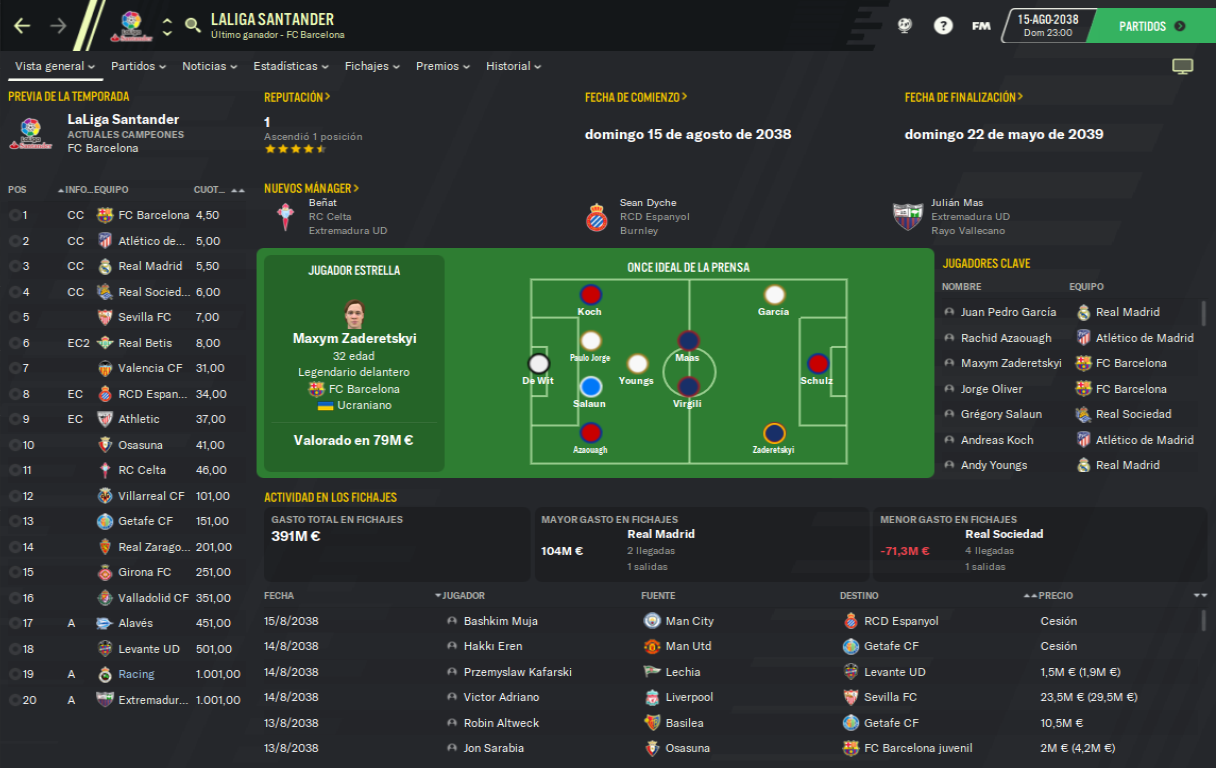 LALIGA SANTANDER
Último ganador - FC Barcelona
FM
15-AGO-2038
Dom 23:00
PARTIDOS
Vista general
Partidos
Noticias
Estadísticas
Fichajes
Premios
Historial
PREVIA DE LA TEMPORADA
LaLiga Santander
ACTUALES CAMPEONES
FC Barcelona
REPUTACIÓN >
1
Ascendió 1 posición
FECHA DE COMIENZO >
domingo 15 de agosto de 2038
FECHA DE FINALIZACIÓN >
domingo 22 de mayo de 2039
POS INFO... EQUIPO CUOT...
1 CC FC Barcelona 4,50
2 CC Atlético de... 5,00
3 CC Real Madrid 5,50
4 CC Real Socied... 6,00
5 Sevilla FC 7,00
6 EC2 Real Betis 8,00
7 Valencia CF 31,00
8 EC RCD Espan... 34,00
9 EC Athletic 37,00
10 Osasuna 41,00
11 RC Celta 46,00
12 Villarreal CF 101,00
13 Getafe CF 151,00
14 Real Zarago... 201,00
15 Girona FC 251,00
16 Valladolid CF 351,00
17 A Alavés 451,00
18 Levante UD 501,00
19 A Racing 1.001,00
20 A Extremadur... 1.001,00
NUEVOS MÁNAGER >
Beñat
RC Celta
Extremadura UD
Sean Dyche
RCD Espanyol
Burnley
Julián Mas
Extremadura UD
Rayo Vallecano
JUGADOR ESTRELLA
Maxym Zaderetskyi
32 edad
Legendario delantero
FC Barcelona
Ucraniano
Valorado en 79M €
ONCE IDEAL DE LA PRENSA
Koch
García
Paulo Jorge
Maas
De Wit
Youngs
Schulz
Salaun
Virgili
Azaouagh
Zaderetskyi
JUGADORES CLAVE
NOMBRE EQUIPO
Juan Pedro García Real Madrid
Rachid Azaouagh Atlético de Madrid
Maxym Zaderetskyi FC Barcelona
Jorge Oliver FC Barcelona
Grégory Salaun Real Sociedad
Andreas Koch Atlético de Madrid
Andy Youngs Real Madrid
ACTIVIDAD EN LOS FICHAJES
GASTO TOTAL EN FICHAJES
391M €
MAYOR GASTO EN FICHAJES
104M €
Real Madrid
2 llegadas
1 salidas
MENOR GASTO EN FICHAJES
-71,3M €
Real Sociedad
4 llegadas
1 salidas
FECHA JUGADOR FUENTE DESTINO PRECIO
15/8/2038 Bashkim Muja Man City RCD Espanyol Cesión
14/8/2038 Hakkı Eren Man Utd Getafe CF Cesión
14/8/2038 Przemyslaw Kafarski Lechia Levante UD 1,5M € (1,9M €)
14/8/2038 Victor Adriano Liverpool Sevilla FC 23,5M € (29,5M €)
13/8/2038 Robin Altweck Basilea Getafe CF 10,5M €
13/8/2038 Jon Sarabia Osasuna FC Barcelona juvenil 2M € (4,2M €)